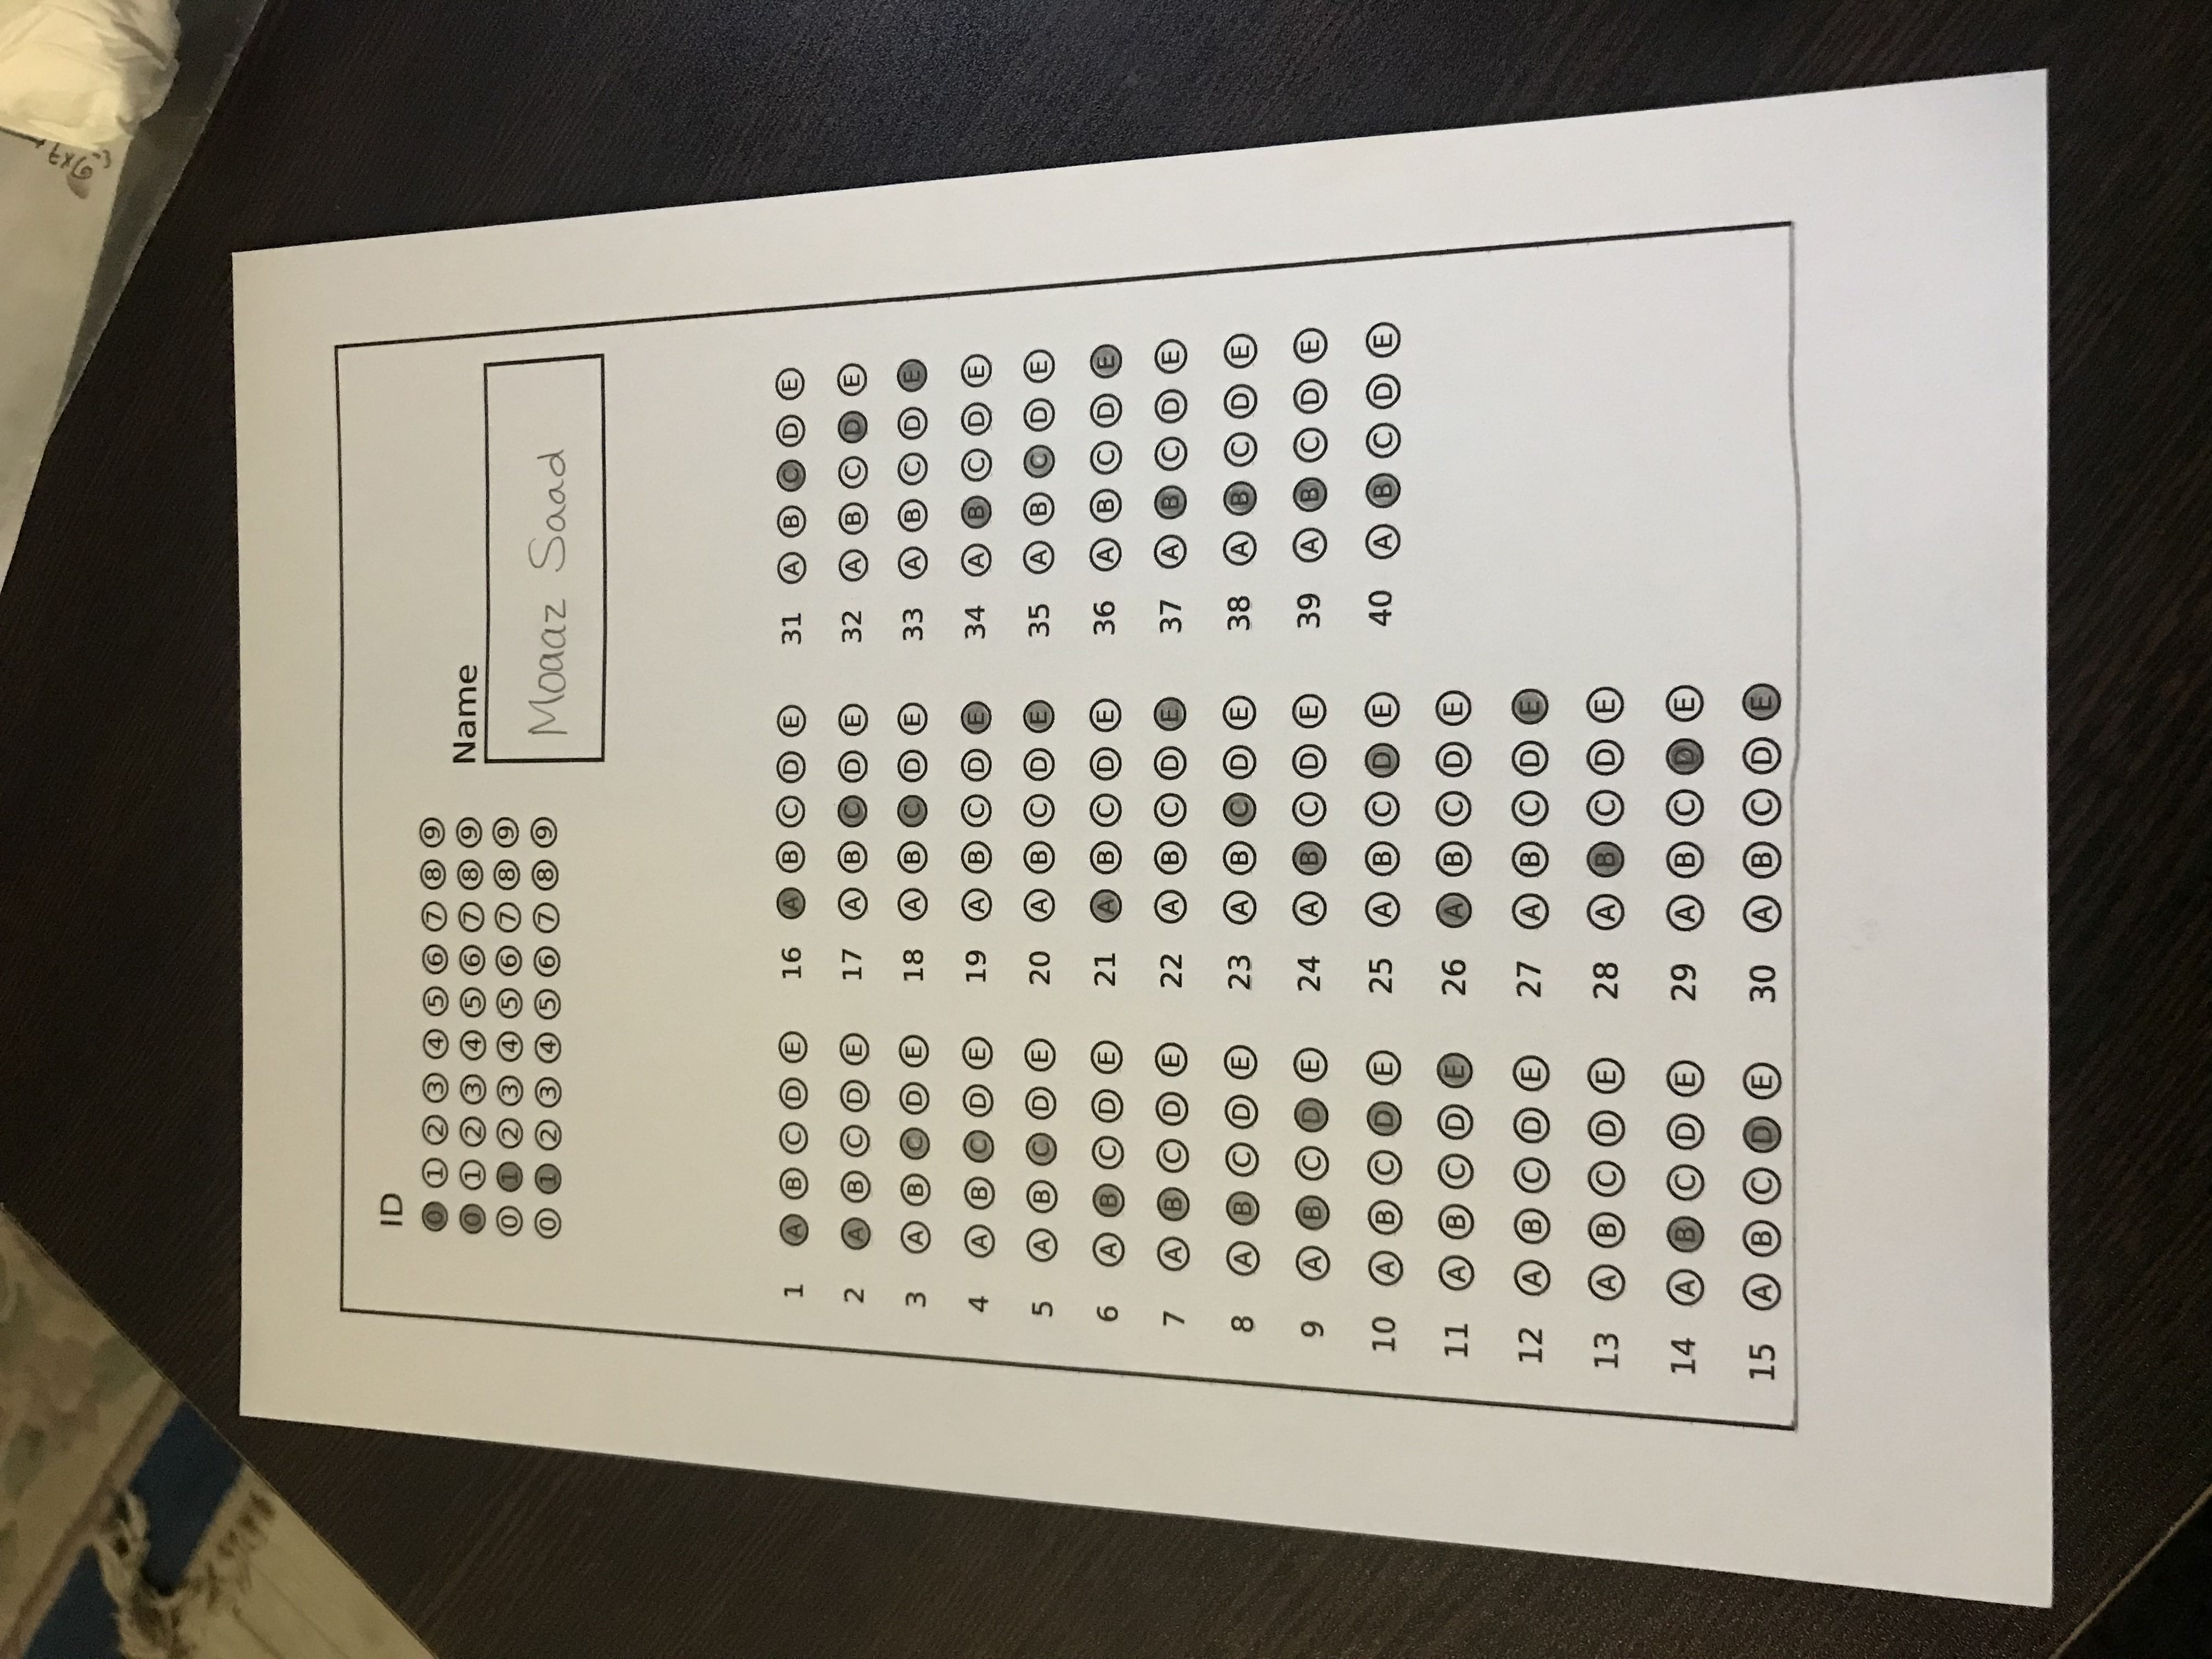 ID
0 1 2 3 4 5 6 7 8 9
0 1 2 3 4 5 6 7 8 9
0 1 2 3 4 5 6 7 8 9
0 1 2 3 4 5 6 7 8 9
Name
Moaaz Saad
1 A B C D E
2 A B C D E
3 A B C D E
4 A B C D E
5 A B C D E
6 A B C D E
7 A B C D E
8 A B C D E
9 A B C D E
10 A B C D E
11 A B C D E
12 A B C D E
13 A B C D E
14 A B C D E
15 A B C D E
16 A B C D E
17 A B C D E
18 A B C D E
19 A B C D E
20 A B C D E
21 A B C D E
22 A B C D E
23 A B C D E
24 A B C D E
25 A B C D E
26 A B C D E
27 A B C D E
28 A B C D E
29 A B C D E
30 A B C D E
31 A B C D E
32 A B C D E
33 A B C D E
34 A B C D E
35 A B C D E
36 A B C D E
37 A B C D E
38 A B C D E
39 A B C D E
40 A B C D E